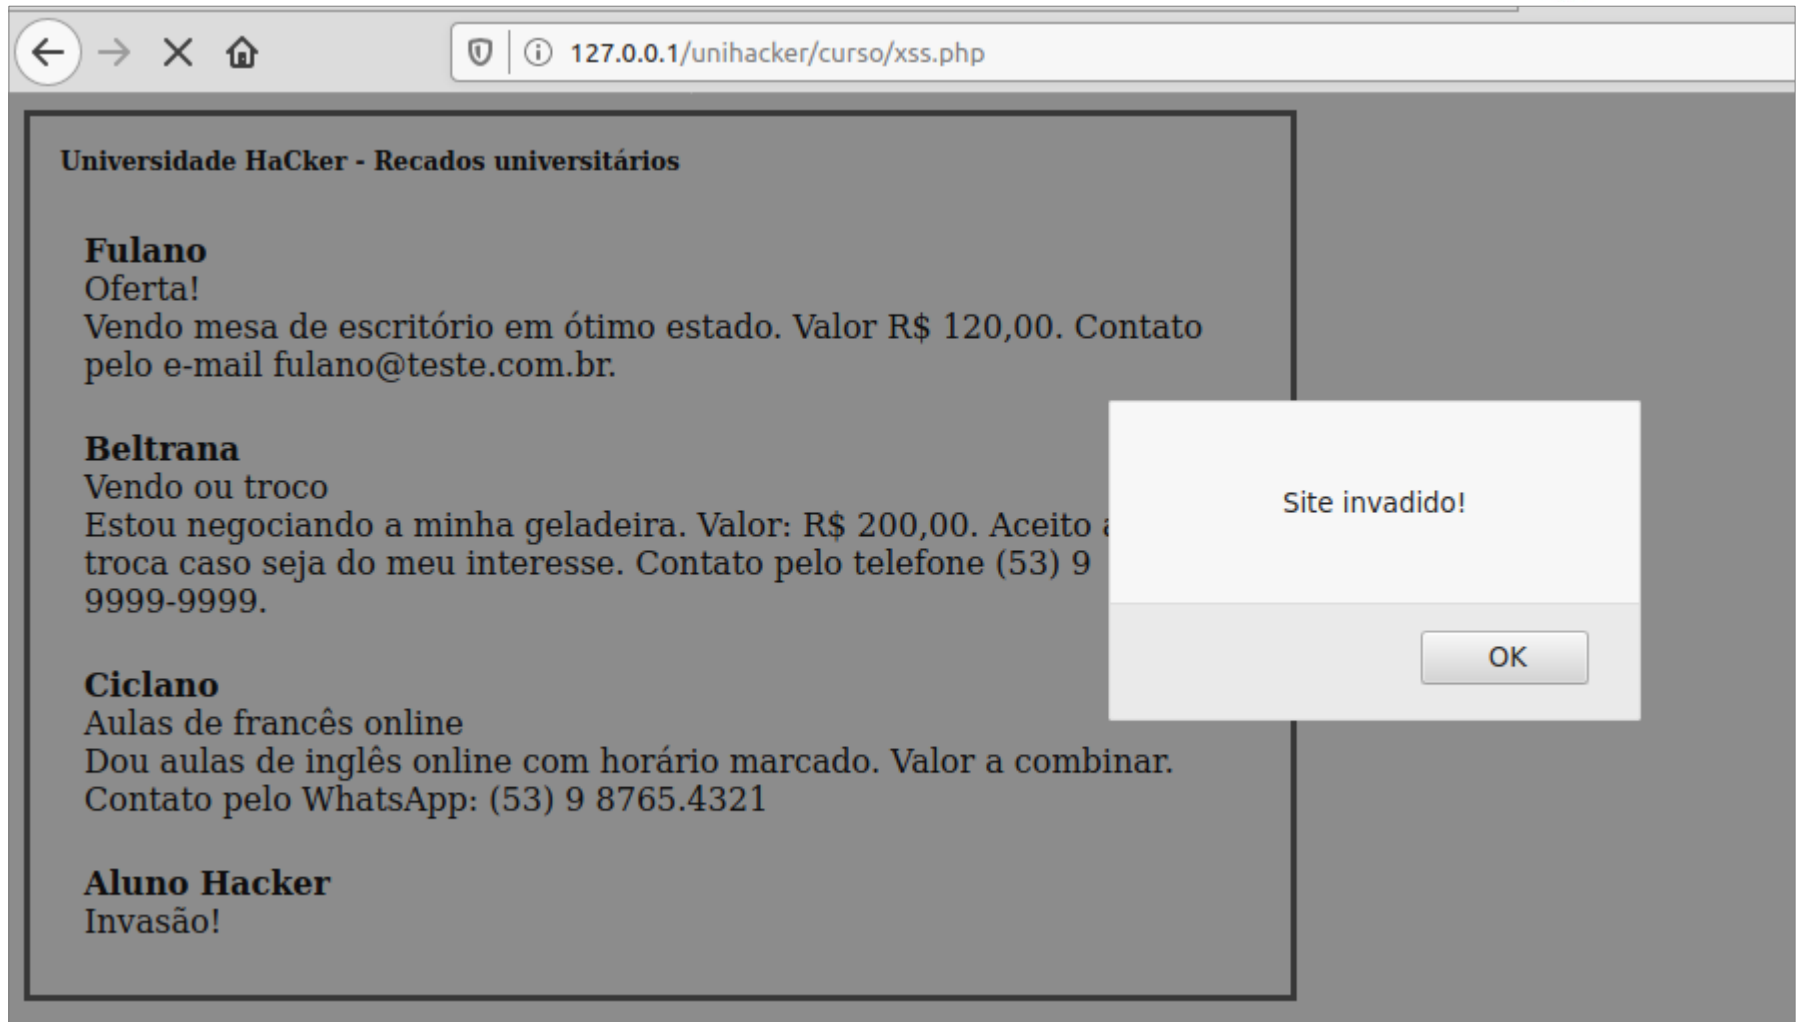 127.0.0.1/unihacker/curso/xss.php
Universidade HaCker - Recados universitários
Fulano
Oferta!
Vendo mesa de escritório em ótimo estado. Valor R$ 120,00. Contato
pelo e-mail fulano@teste.com.br.
Beltrana
Vendo ou troco
Estou negociando a minha geladeira. Valor: R$ 200,00. Aceito
troca caso seja do meu interesse. Contato pelo telefone (53) 9
9999-9999.
Ciclano
Aulas de francês online
Dou aulas de inglês online com horário marcado. Valor a combinar.
Contato pelo WhatsApp: (53) 9 8765.4321
Aluno Hacker
Invasão!
Site invadido!
OK